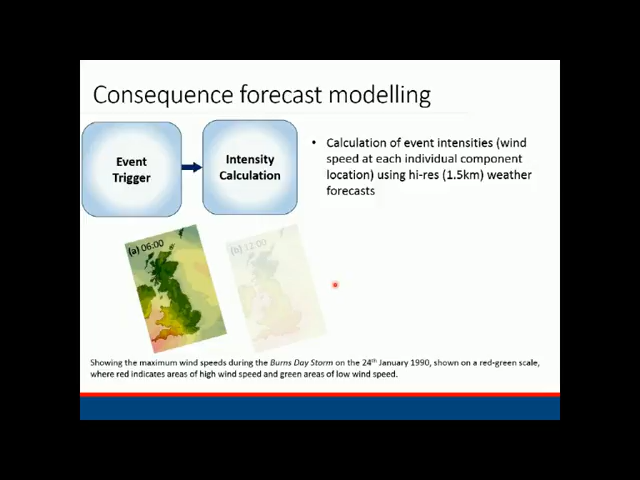 Consequence forecast modelling
Event
Trigger
Intensity
Calculation
• Calculation of event intensities (wind
speed at each individual component
location) using hi-res (1.5km) weather
forecasts
(a) 06:00
(b) 12:00
Showing the maximum wind speeds during the Burns Day Storm on the 24th January 1990, shown on a red-green scale,
where red indicates areas of high wind speed and green areas of low wind speed.